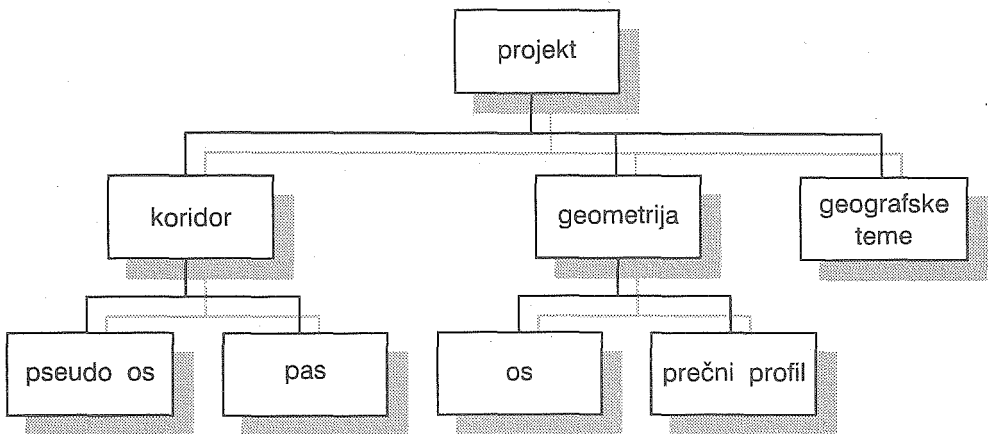 projekt
koridor
geometrija
geografske
teme
pseudo os
pas
os
prečni profil